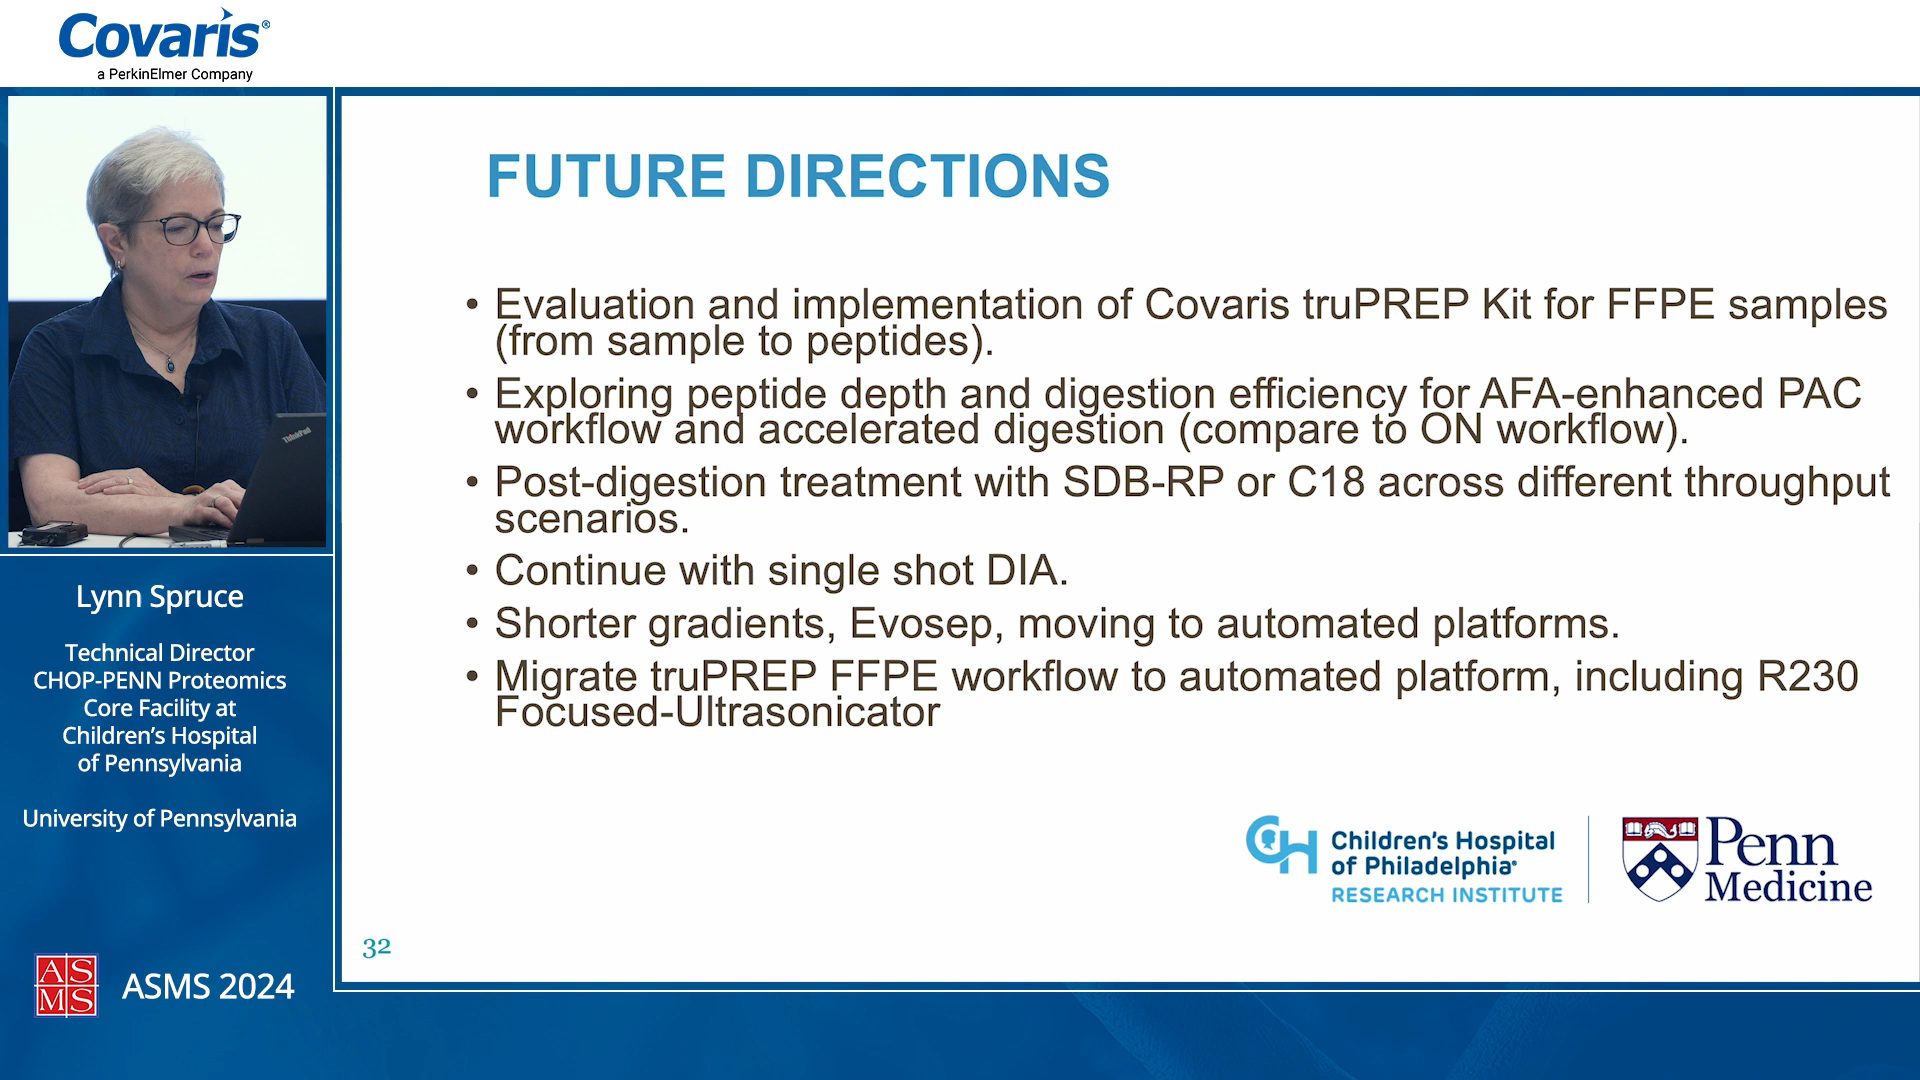 Covaris®
a PerkinElmer Company
ThinkPad
Lynn Spruce
Technical Director
CHOP-PENN Proteomics
Core Facility at
Children’s Hospital
of Pennsylvania
University of Pennsylvania
AS
MS
ASMS 2024
FUTURE DIRECTIONS
• Evaluation and implementation of Covaris truPREP Kit for FFPE samples
(from sample to peptides).
• Exploring peptide depth and digestion efficiency for AFA-enhanced PAC
workflow and accelerated digestion (compare to ON workflow).
• Post-digestion treatment with SDB-RP or C18 across different throughput
scenarios.
• Continue with single shot DIA.
• Shorter gradients, Evosep, moving to automated platforms.
• Migrate truPREP FFPE workflow to automated platform, including R230
Focused-Ultrasonicator
CH
Children’s Hospital
of Philadelphia®
RESEARCH INSTITUTE
Penn
Medicine
32